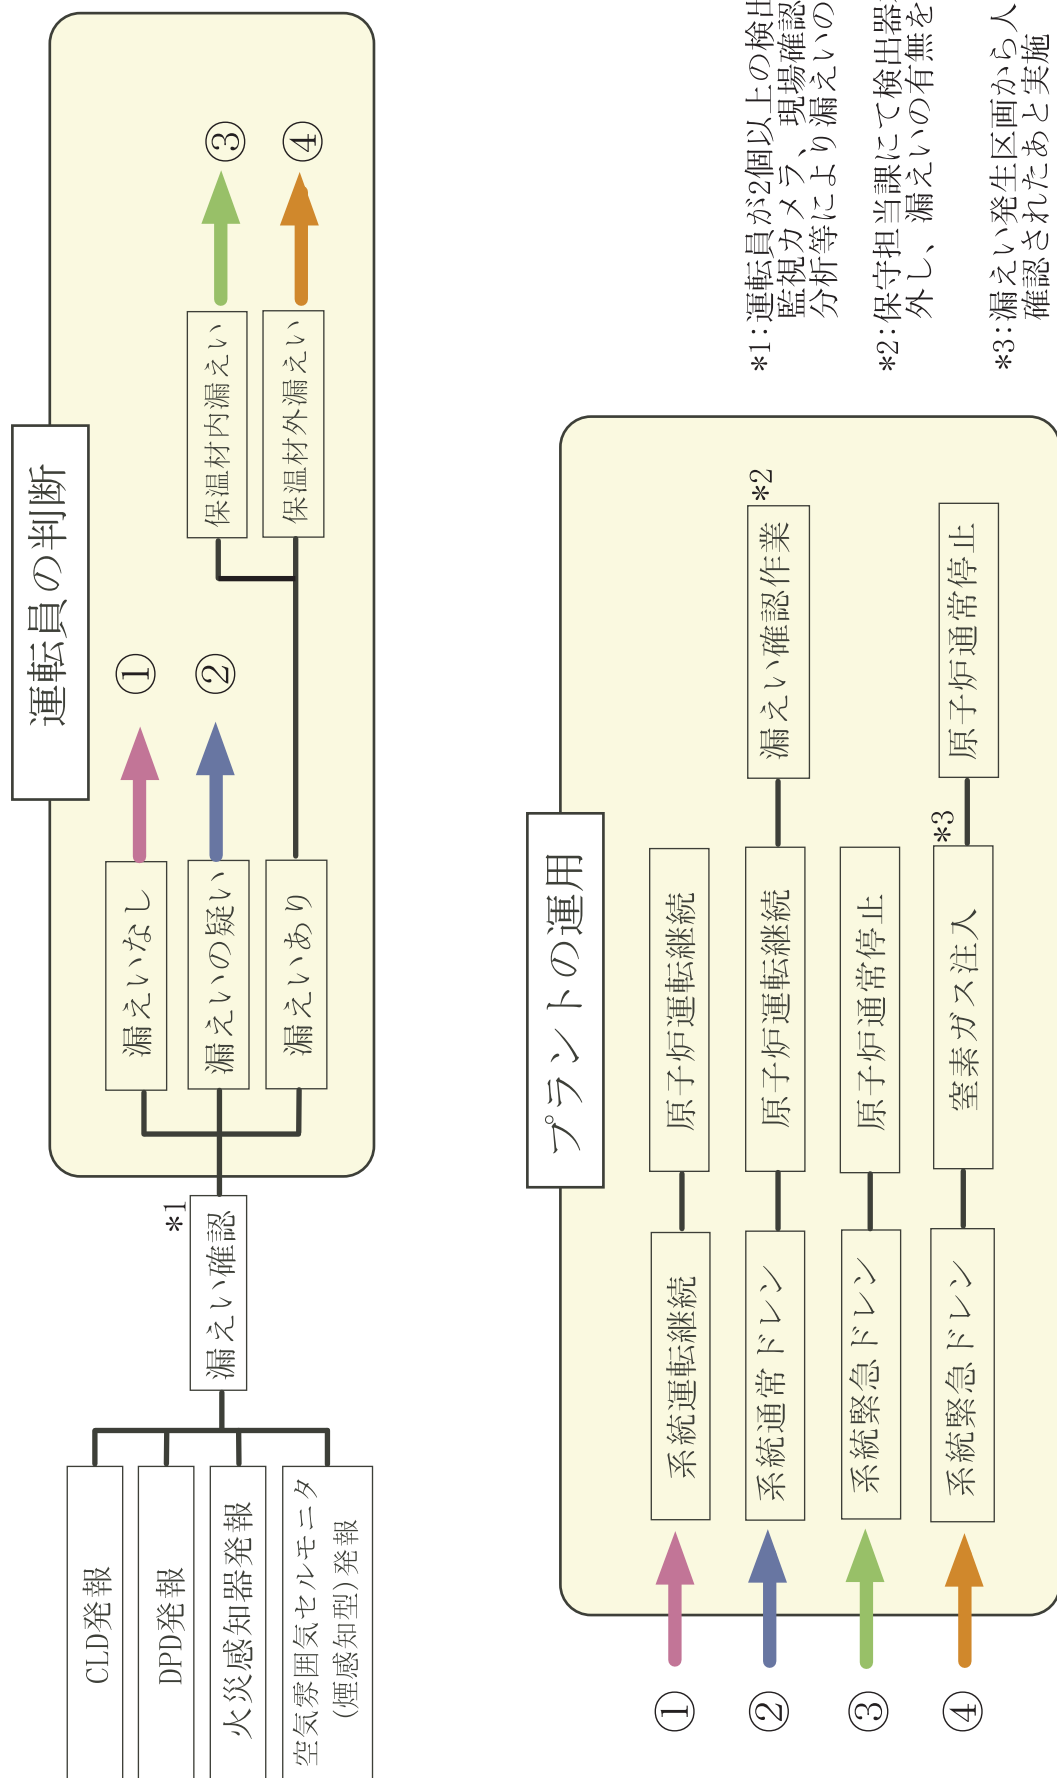 運転員の判断
CLD発報
DPD発報
火災感知器発報
空気雰囲気セルモニタ
(煙感知型)発報
漏えい確認
*1
漏えいなし
漏えいの疑い
漏えいあり
①
②
保温材内漏えい
保温材外漏えい
③
④
プラントの運用
①
系統運転継続
原子炉運転継続
②
系統通常ドレン
原子炉運転継続
漏えい確認作業
*2
③
系統緊急ドレン
原子炉通常停止
④
系統緊急ドレン
窒素ガス注入
*3
原子炉通常停止
*1:運転員が2個以上の検出
監視カメラ、現場確認
分析等により漏えいの
*2:保守担当課にて検出器
外し、漏えいの有無を
*3:漏えい発生区画から人
確認されたあと実施